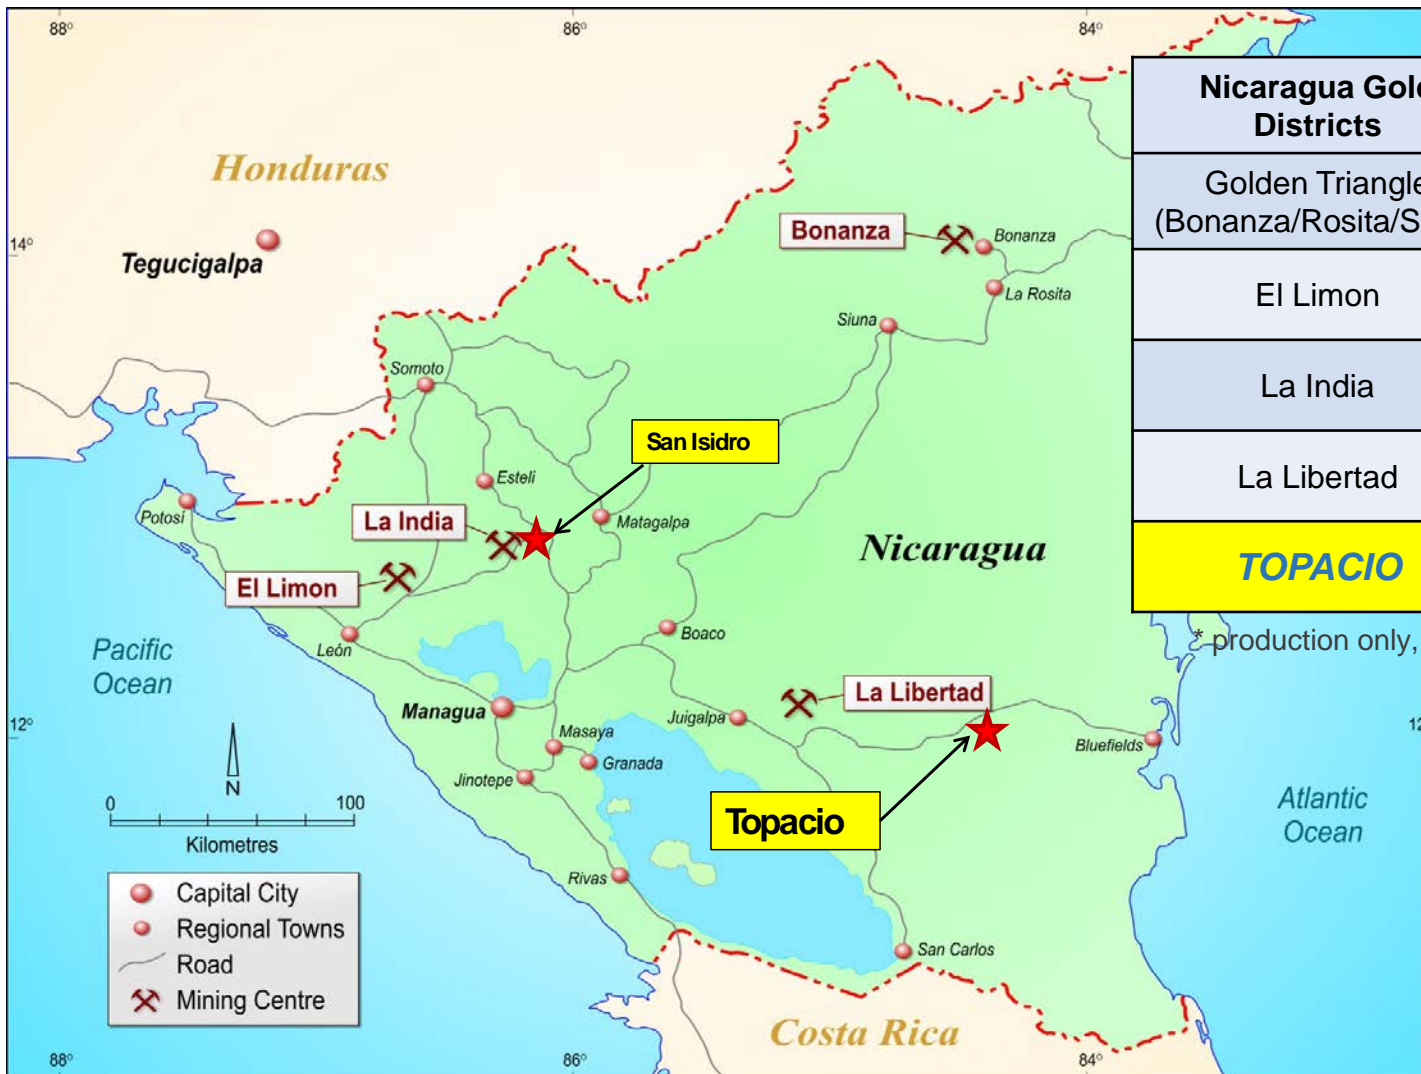 88°
86°
84°
Nicaragua Gold
Districts
Honduras
Golden Triangle
(Bonanza/Rosita/S
Bonanza
Bonanza
14°
Tegucigalpa
La Rosita
El Limon
Siuna
Somoto
La India
San Isidro
Esteli
La Libertad
Potosí
La India
Matagalpa
Nicaragua
TOPACIO
El Limon
León
Boaco
* production only,
Pacific
Ocean
La Libertad
Managua
Juigalpa
12°
12
Masaya
Bluefields
Granada
Jinotepe
N
0
100
Kilometres
Topacio
Atlantic
Ocean
Rivas
Capital City
Regional Towns
Road
Mining Centre
San Carlos
Costa Rica
88°
86°
84°